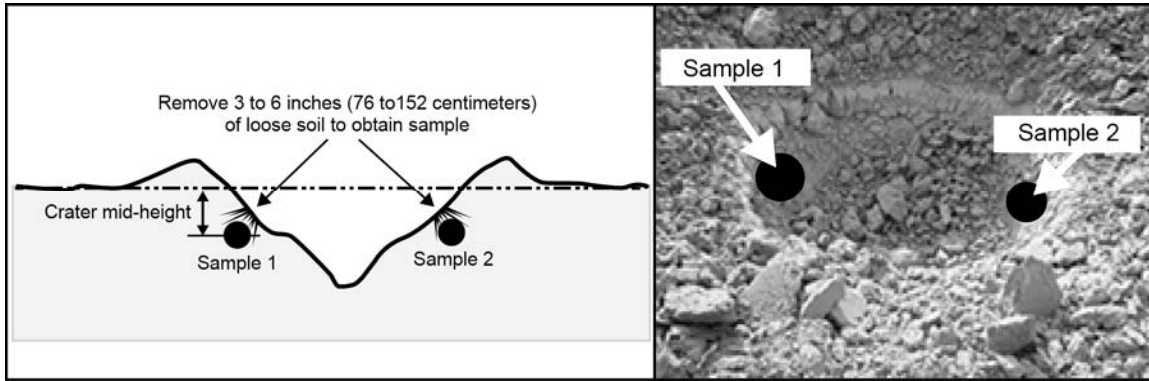 Remove 3 to 6 inches (76 to152 centimeters)
of loose soil to obtain sample
Crater mid-height
Sample 1
Sample 2
Sample 1
Sample 2